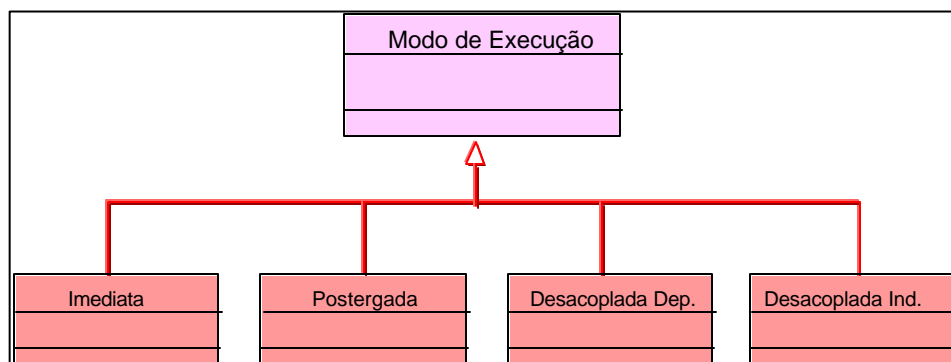 Modo de Execução
Imediata
Postergada
Desacoplada Dep.
Desacoplada Ind.